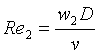 Re₂ = w₂D / v